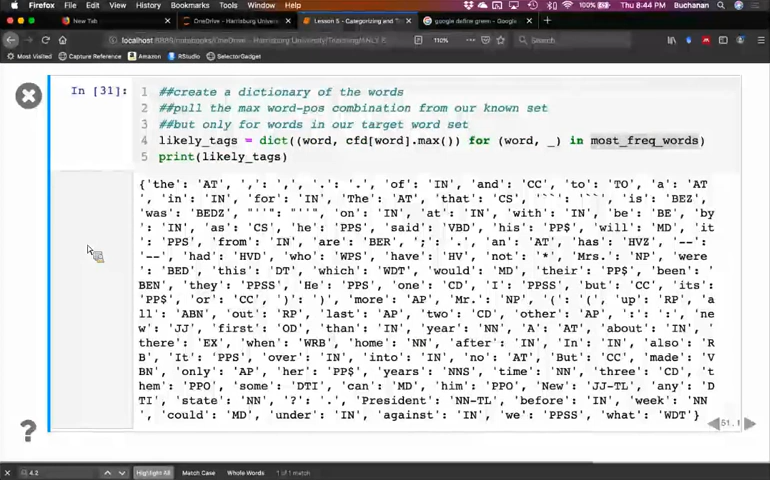 Firefox File Edit View History Bookmarks Tools Window Help
100%
Thu 8:44 PM Buchanan
New Tab
OneDrive - Harrisburg Univers
Lesson 5 - Categorizing and T
google define green - Google
110%
Search
Most Visited Capture Reference Amazon RStudio SelectorGadget
In [31]:
1 ##create a dictionary of the words
2 ##pull the max word-pos combination from our known set
3 ##but only for words in our target word set
4 likely_tags = dict((word, cfd[word].max()) for (word, _) in most_freq_words)
5 print(likely_tags)
{'the': 'AT', ',': ',', '.': '.', 'of': 'IN', 'and': 'CC', 'to': 'TO', 'a': 'AT
', 'in': 'IN', 'for': 'IN', 'The': 'AT', 'that': 'CS', '``': '``', 'is': 'BEZ',
'was': 'BEDZ', "''": "''", 'on': 'IN', 'at': 'IN', 'with': 'IN', 'be': 'BE', 'by
': 'IN', 'as': 'CS', 'he': 'PPS', 'said': 'VBD', 'his': 'PP$', 'will': 'MD', 'it
': 'PPS', 'from': 'IN', 'are': 'BER', ';': '.', 'an': 'AT', 'has': 'HVZ', '--':
'--', 'had': 'HVD', 'who': 'WPS', 'have': 'HV', 'not': '*', 'Mrs.': 'NP', 'were
': 'BED', 'this': 'DT', 'which': 'WDT', 'would': 'MD', 'their': 'PP$', 'been': '
BEN', 'they': 'PPSS', 'He': 'PPS', 'one': 'CD', 'I': 'PPSS', 'but': 'CC', 'its':
'PP$', 'or': 'CC', ')': ')', 'more': 'AP', 'Mr.': 'NP', '(': '(', 'up': 'RP', 'a
ll': 'ABN', 'out': 'RP', 'last': 'AP', 'two': 'CD', 'other': 'AP', ':': ':', 'ne
w': 'JJ', 'first': 'OD', 'than': 'IN', 'year': 'NN', 'A': 'AT', 'about': 'IN', '
there': 'EX', 'when': 'WRB', 'home': 'NN', 'after': 'IN', 'In': 'IN', 'also': 'R
B', 'It': 'PPS', 'over': 'IN', 'into': 'IN', 'no': 'AT', 'But': 'CC', 'made': 'V
BN', 'only': 'AP', 'her': 'PP$', 'years': 'NNS', 'time': 'NN', 'three': 'CD', 't
hem': 'PPO', 'some': 'DTI', 'can': 'MD', 'him': 'PPO', 'New': 'JJ-TL', 'any': 'D
TI', 'state': 'NN', '?': '.', 'President': 'NN-TL', 'before': 'IN', 'week': 'NN
', 'could': 'MD', 'under': 'IN', 'against': 'IN', 'we': 'PPSS', 'what': 'WDT'}
51.1
?
4.2
Highlight All Match Case Whole Words 1 of 1 match